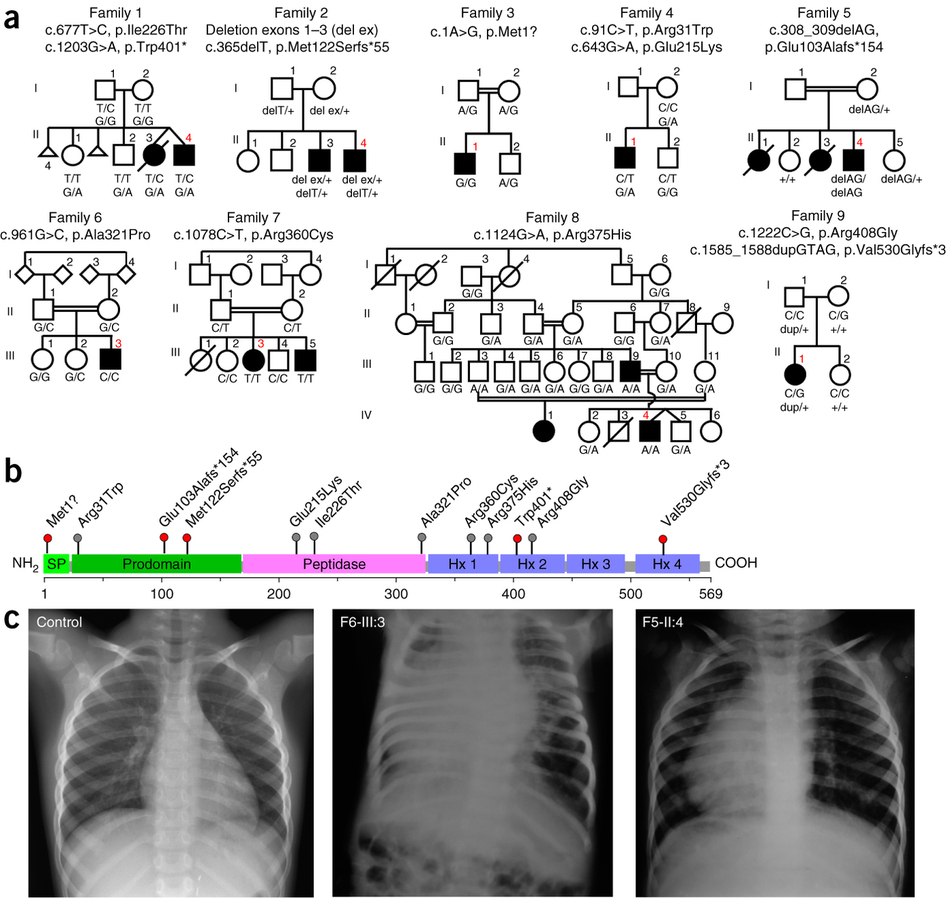 a
Family 1
c.677T>C, p.Ile226Thr
c.1203G>A, p.Trp401*
I
1
2
T/C
G/G
T/T
G/G
II
4
1
T/T
G/A
2
T/T
G/A
3
T/C
G/A
4
T/C
G/A
Family 2
Deletion exons 1–3 (del ex)
c.365delT, p.Met122Serfs*55
I
1
2
delT/+
del ex/+
II
1
2
3
del ex/+
delT/+
4
del ex/+
delT/+
Family 3
c.1A>G, p.Met1?
I
1
2
A/G
A/G
II
1
G/G
2
A/G
Family 4
c.91C>T, p.Arg31Trp
c.643G>A, p.Glu215Lys
I
1
2
C/C
G/A
II
1
C/T
G/A
2
C/T
G/G
Family 5
c.308_309delAG,
p.Glu103Alafs*154
I
1
2
delAG/+
II
1
2
+/+
3
4
delAG/
delAG
5
delAG/+
Family 6
c.961G>C, p.Ala321Pro
I
1
2
3
4
II
1
G/C
2
G/C
III
1
G/G
2
G/C
3
C/C
Family 7
c.1078C>T, p.Arg360Cys
I
1
2
3
4
II
1
C/T
2
C/T
III
1
2
C/C
3
T/T
4
C/C
5
T/T
Family 8
c.1124G>A, p.Arg375His
I
1
2
3
G/G
4
5
6
G/G
II
1
2
G/G
3
G/A
4
G/A
5
G/A
6
G/G
7
G/A
8
9
III
1
G/G
2
G/G
3
A/A
4
G/A
5
G/A
6
G/A
7
G/G
8
G/A
9
A/A
10
G/A
11
G/A
IV
1
2
G/A
3
4
A/A
5
G/A
6
Family 9
c.1222C>G, p.Arg408Gly
c.1585_1588dupGTAG, p.Val530Glyfs*3
I
1
C/C
dup/+
2
C/G
+/+
II
1
C/G
dup/+
2
C/C
+/+
b
Met1?
Arg31Trp
Glu103Alafs*154
Met122Serfs*55
Glu215Lys
Ile226Thr
Ala321Pro
Arg360Cys
Arg375His
Trp401*
Arg408Gly
Val530Glyfs*3
NH2 SP Prodomain Peptidase Hx 1 Hx 2 Hx 3 Hx 4 COOH
1 100 200 300 400 500 569
c
Control
F6-III:3
F5-II:4